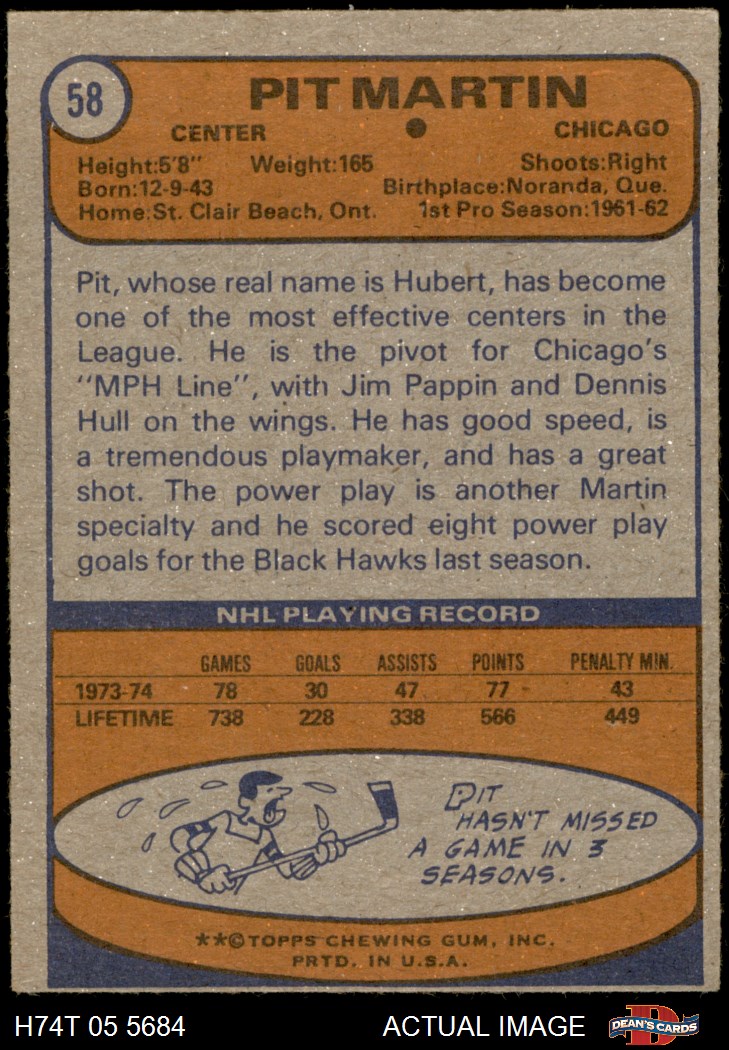 58
PIT MARTIN
CENTER • CHICAGO
Height:5'8" Weight:165 Shoots:Right
Born:12-9-43 Birthplace:Noranda, Que.
Home:St. Clair Beach, Ont. 1st Pro Season:1961-62
Pit, whose real name is Hubert, has become
one of the most effective centers in the
League. He is the pivot for Chicago's
"MPH Line", with Jim Pappin and Dennis
Hull on the wings. He has good speed, is
a tremendous playmaker, and has a great
shot. The power play is another Martin
specialty and he scored eight power play
goals for the Black Hawks last season.
NHL PLAYING RECORD
GAMES GOALS ASSISTS POINTS PENALTY MIN.
1973-74 78 30 47 77 43
LIFETIME 738 228 338 566 449
PIT
HASN'T MISSED
A GAME IN 3
SEASONS.
**©TOPPS CHEWING GUM, INC.
PRTD. IN U.S.A.
H74T 05 5684 ACTUAL IMAGE D DEAN'S CARDS